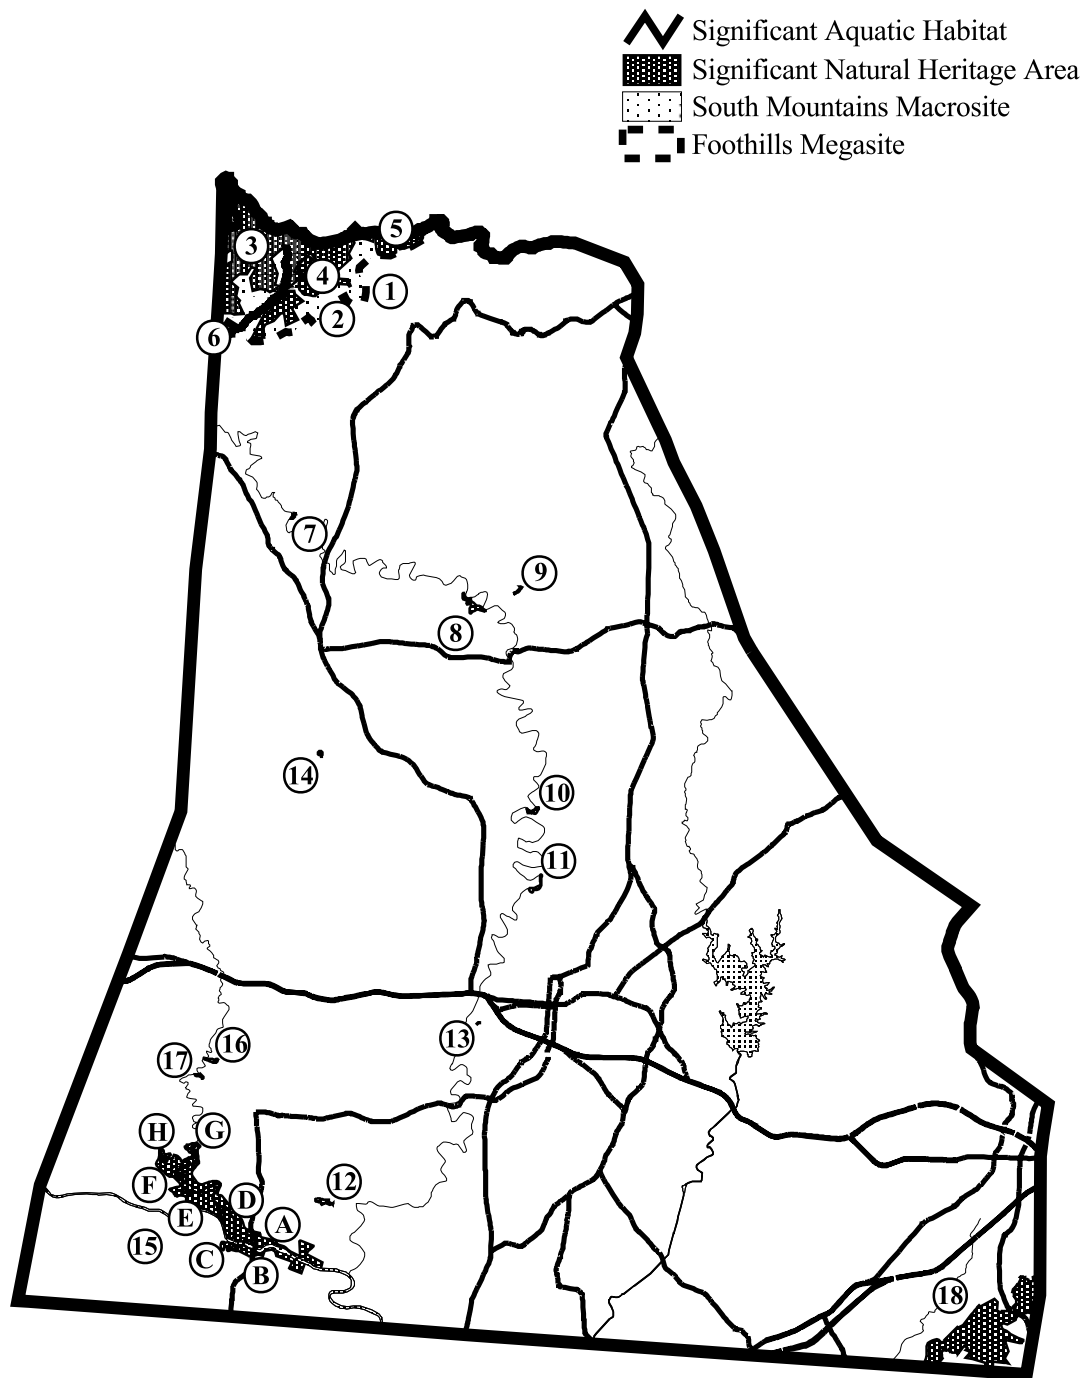 Significant Aquatic Habitat
Significant Natural Heritage Area
South Mountains Macrosite
Foothills Megasite
5
3
4
1
2
6
7
9
8
14
10
11
13
16
17
H
G
F
12
D
E
A
15
C
B
18